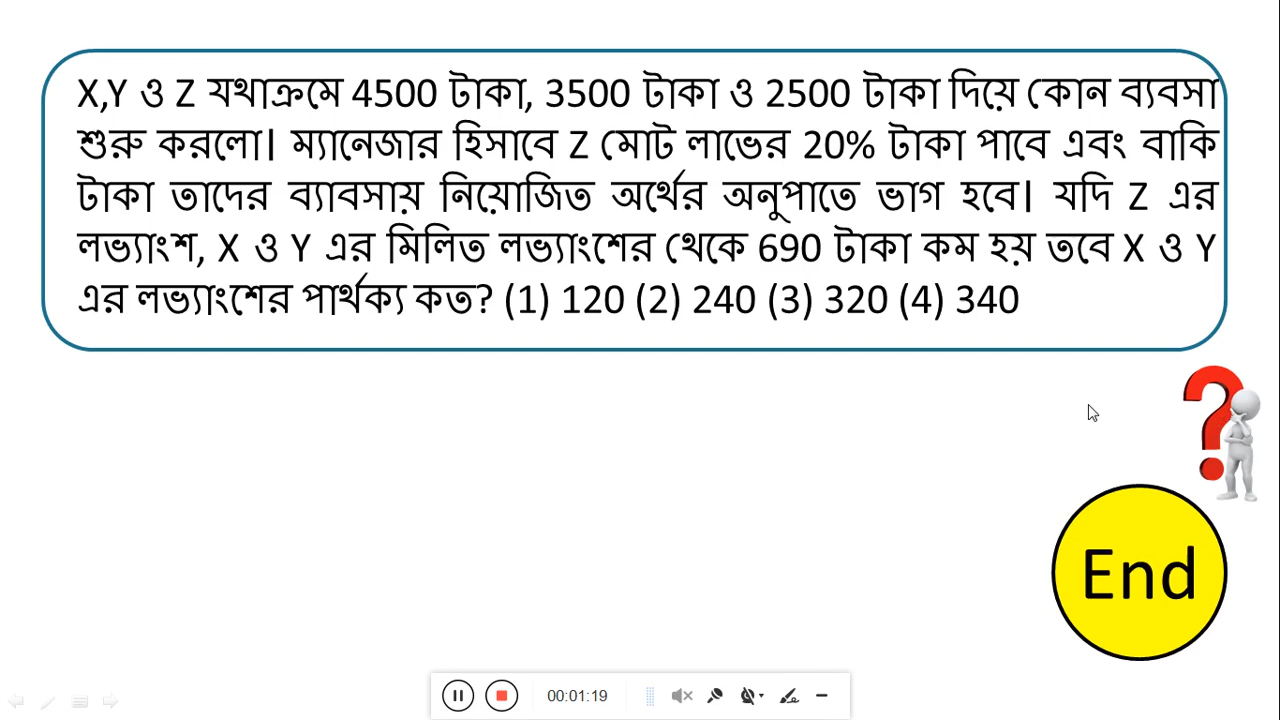 X,Y ও Z যথাক্রমে 4500 টাকা, 3500 টাকা ও 2500 টাকা দিয়ে কোন ব্যবসা
শুরু করলো। ম্যানেজার হিসাবে Z মোট লাভের 20% টাকা পাবে এবং বাকি
টাকা তাদের ব্যাবসায় নিয়োজিত অর্থের অনুপাতে ভাগ হবে। যদি Z এর
লভ্যাংশ, X ও Y এর মিলিত লভ্যাংশের থেকে 690 টাকা কম হয় তবে X ও Y
এর লভ্যাংশের পার্থক্য কত? (1) 120 (2) 240 (3) 320 (4) 340
End
00:01:19